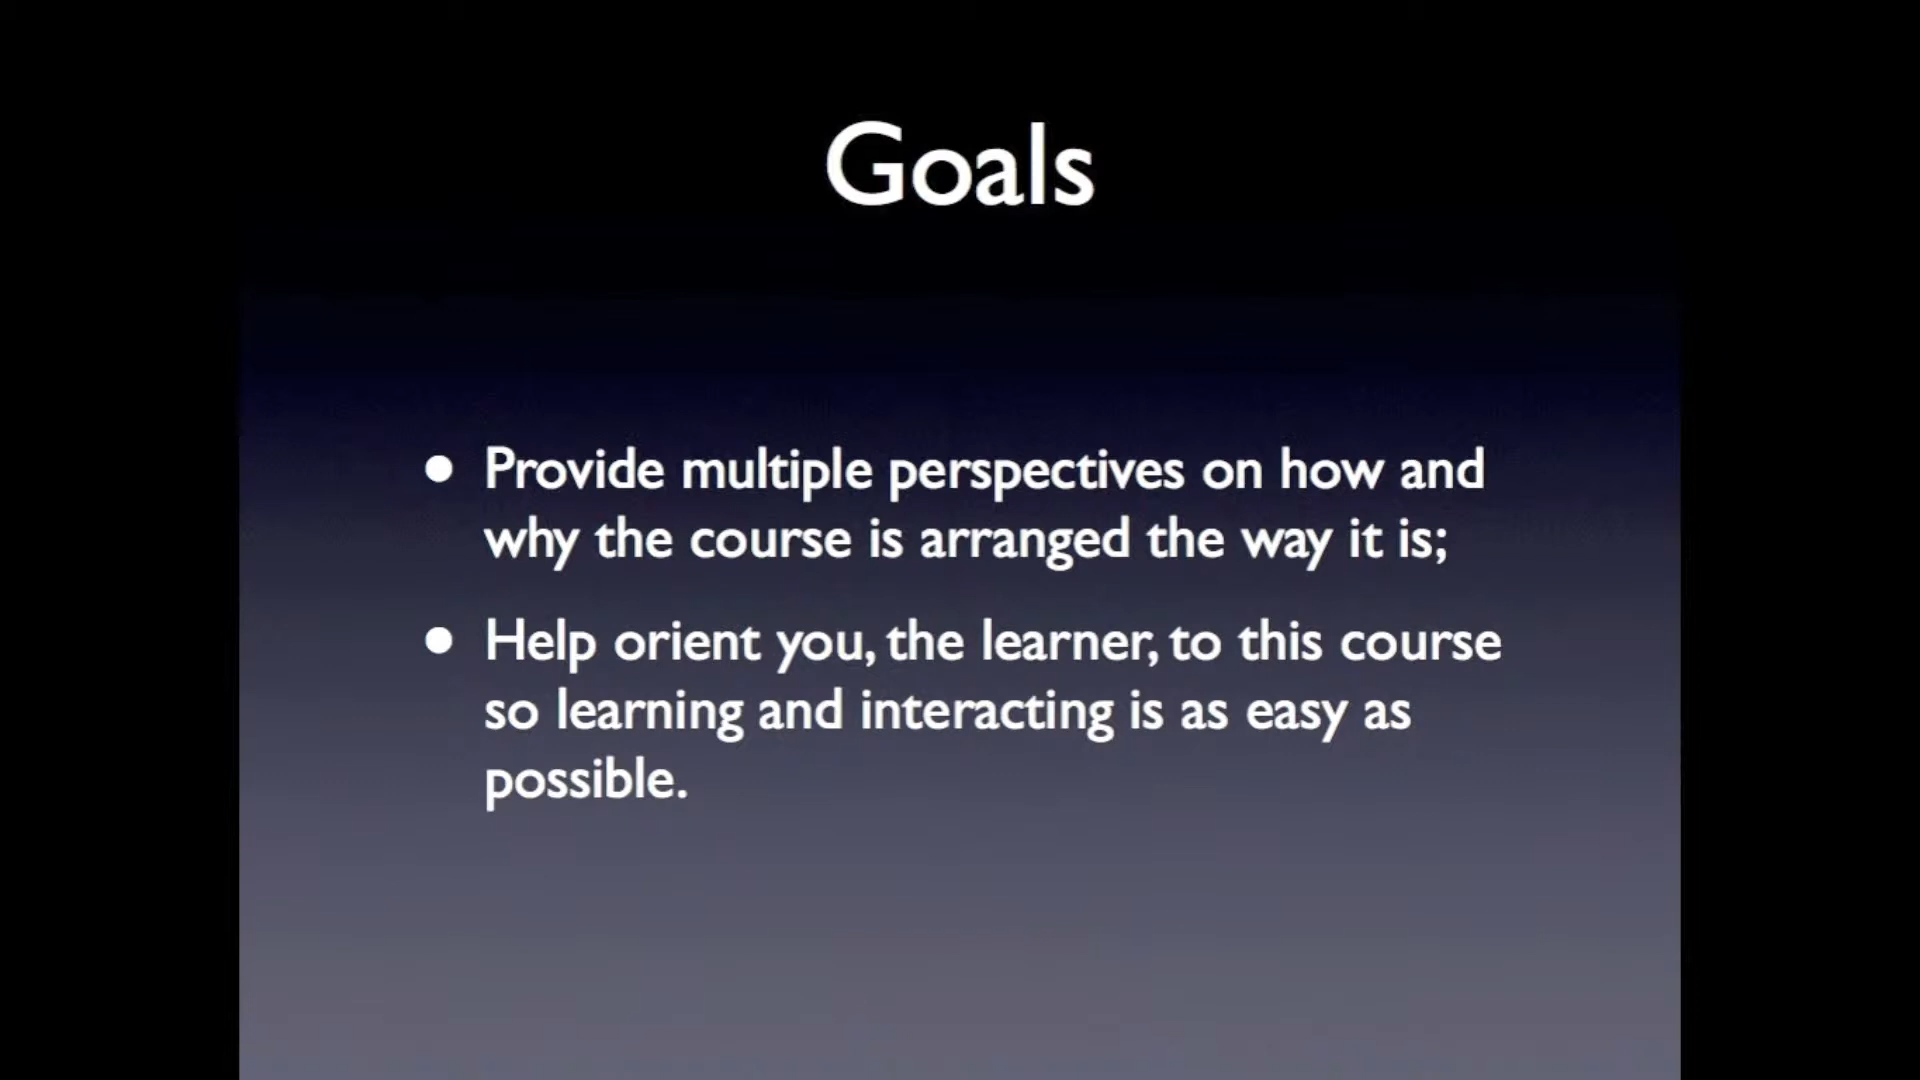 Goals
• Provide multiple perspectives on how and
why the course is arranged the way it is;
• Help orient you, the learner, to this course
so learning and interacting is as easy as
possible.